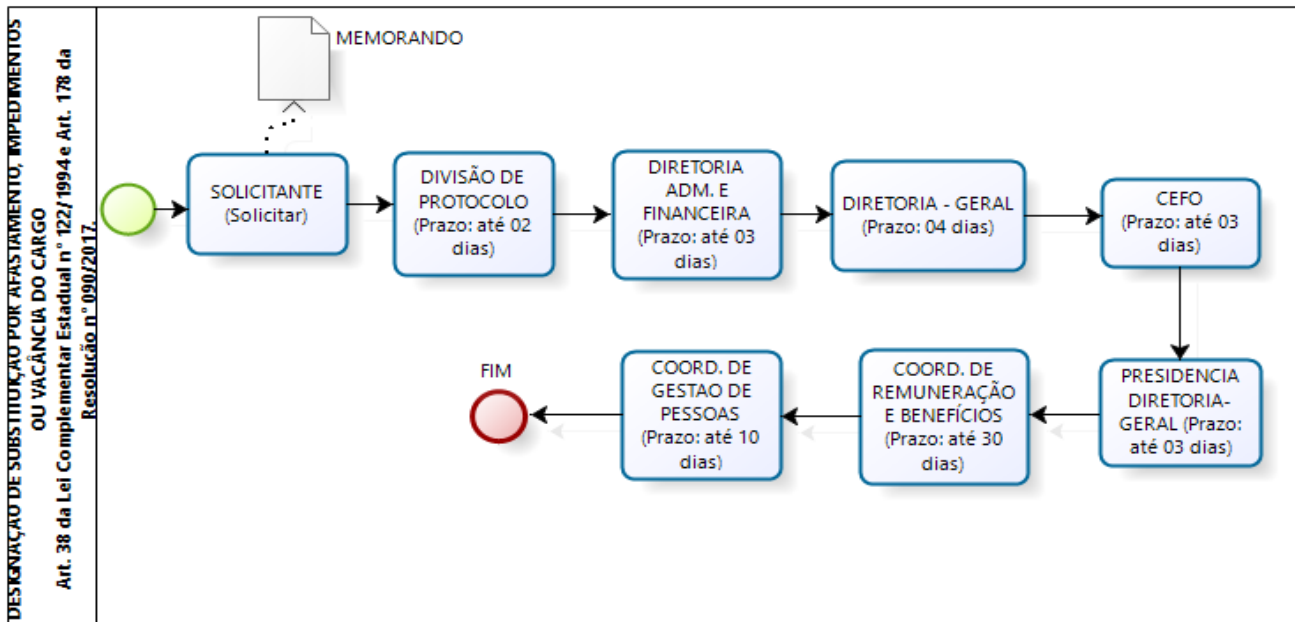 DESIGNAÇÃO DE SUBSTITUIÇÃO POR AFASTAMENTO, IMPEDIMENTOS
OU VACÂNCIA DO CARGO
Art. 38 da Lei Complementar Estadual n° 122/1994 e Art. 178 da
Resolução n° 090/2017.
MEMORANDO
SOLICITANTE
(Solicitar)
DIVISÃO DE
PROTOCOLO
(Prazo: até 02
dias)
DIRETORIA
ADM. E
FINANCEIRA
(Prazo: até 03
dias)
DIRETORIA - GERAL
(Prazo: 04 dias)
CEFO
(Prazo: até 03
dias)
PRESIDENCIA
DIRETORIA-
GERAL (Prazo:
até 03 dias)
COORD. DE
REMUNERAÇÃO
E BENEFÍCIOS
(Prazo: até 30
dias)
COORD. DE
GESTAO DE
PESSOAS
(Prazo: até 10
dias)
FIM